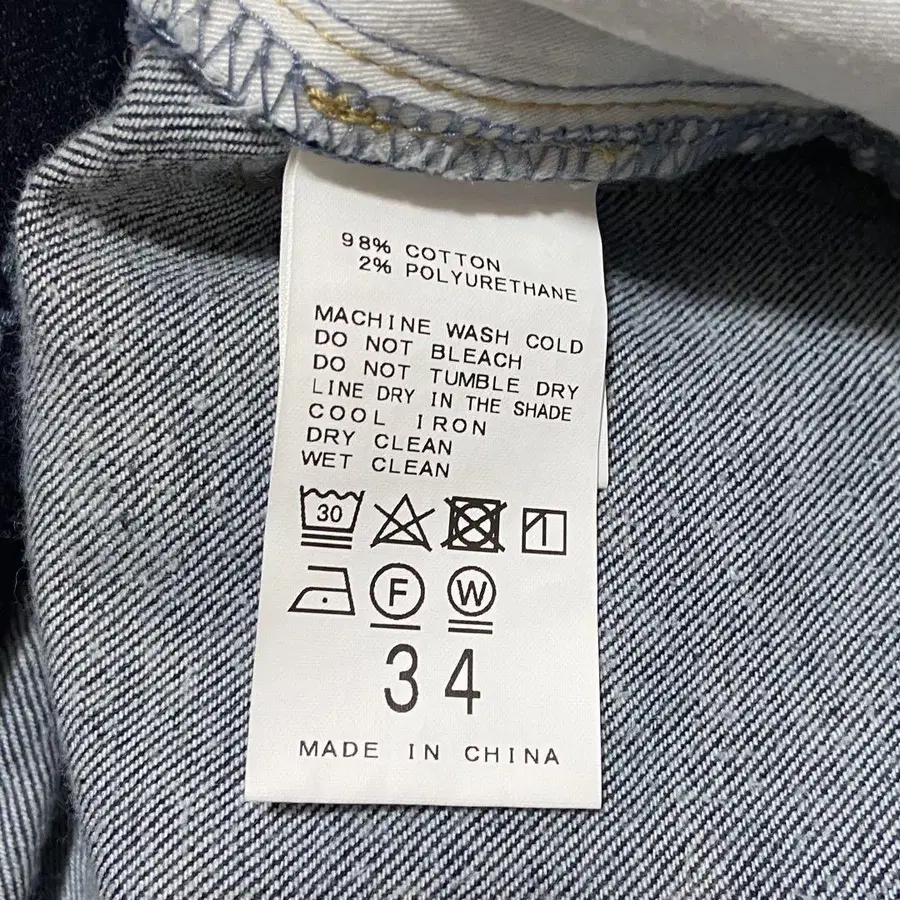 98% COTTON
2% POLYURETHANE
MACHINE WASH COLD
DO NOT BLEACH
DO NOT TUMBLE DRY
LINE DRY IN THE SHADE
COOL IRON
DRY CLEAN
WET CLEAN
30
F W
34
MADE IN CHINA